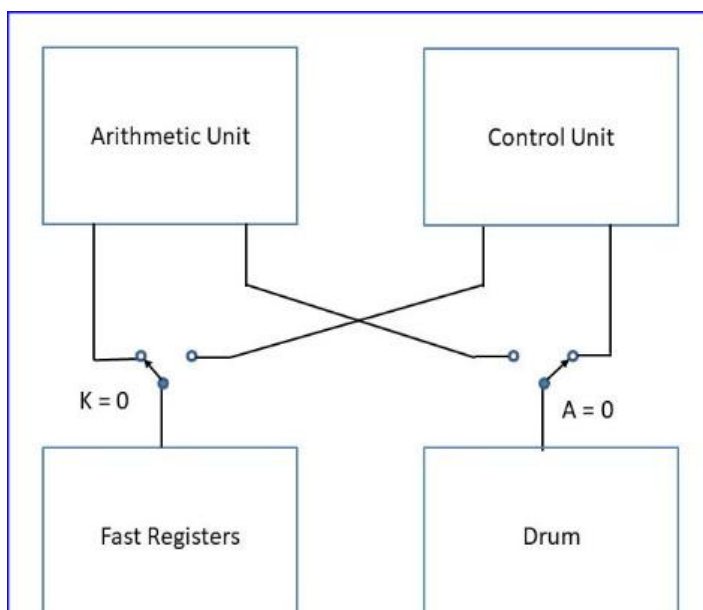 Arithmetic Unit
Control Unit
K = 0
A = 0
Fast Registers
Drum